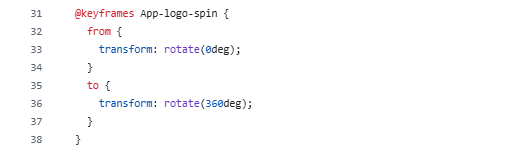 31 @keyframes App-logo-spin {
32 from {
33 transform: rotate(0deg);
34 }
35 to {
36 transform: rotate(360deg);
37 }
38 }